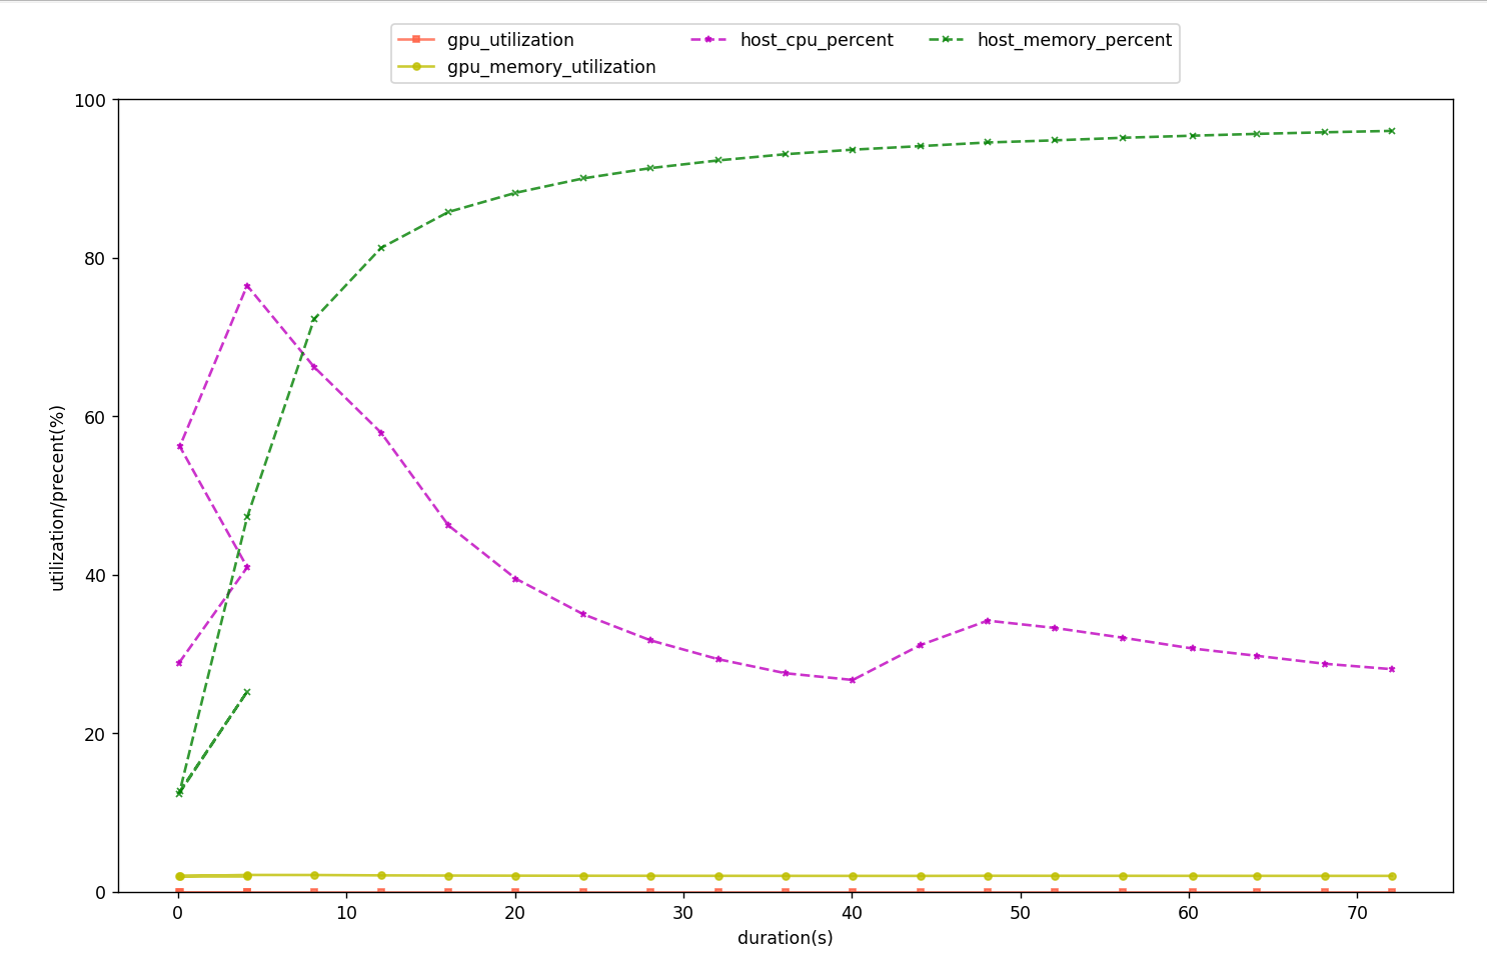 gpu_utilization
gpu_memory_utilization
host_cpu_percent
host_memory_percent
utilization/precent(%)
100
80
60
40
20
0
0 10 20 30 40 50 60 70
duration(s)